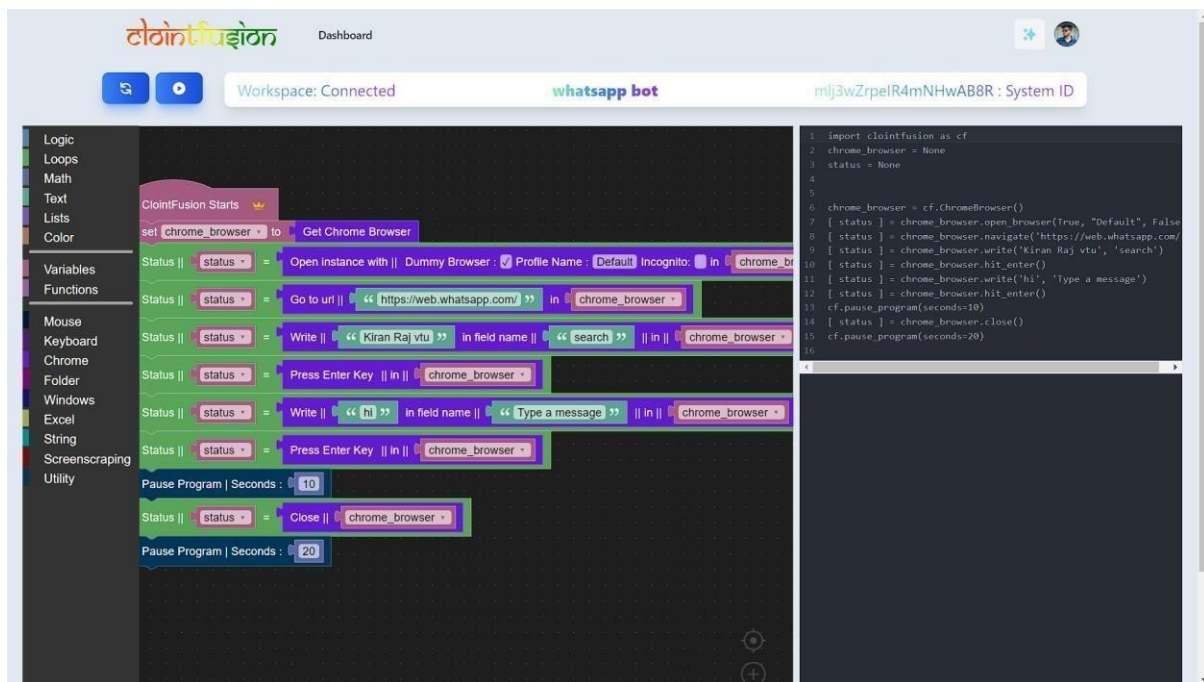 clointfusion
Dashboard
Workspace: Connected
whatsapp bot
mlj3wZrpelR4mNHwAB8R : System ID
Logic
Loops
Math
Text
Lists
Color
Variables
Functions
Mouse
Keyboard
Chrome
Folder
Windows
Excel
String
Screenscraping
Utility
ClointFusion Starts
set chrome_browser to Get Chrome Browser
Status || status = Open instance with || Dummy Browser : Profile Name : Default Incognito: in chrome_br
Status || status = Go to url || “ https://web.whatsapp.com/ ” in chrome_browser
Status || status = Write || “ Kiran Raj vtu ” in field name || “ search ” || in || chrome_browser
Status || status = Press Enter Key || in || chrome_browser
Status || status = Write || “ hi ” in field name || “ Type a message ” || in || chrome_browser
Status || status = Press Enter Key || in || chrome_browser
Pause Program | Seconds : 10
Status || status = Close || chrome_browser
Pause Program | Seconds : 20
1 import clointfusion as cf
2 chrome_browser = None
3 status = None
4
5
6 chrome_browser = cf.ChromeBrowser()
7 [ status ] = chrome_browser.open_browser(True, "Default", False
8 [ status ] = chrome_browser.navigate('https://web.whatsapp.com/
9 [ status ] = chrome_browser.write('Kiran Raj vtu', 'search')
10 [ status ] = chrome_browser.hit_enter()
11 [ status ] = chrome_browser.write('hi', 'Type a message')
12 [ status ] = chrome_browser.hit_enter()
13 cf.pause_program(seconds=10)
14 [ status ] = chrome_browser.close()
15 cf.pause_program(seconds=20)
16